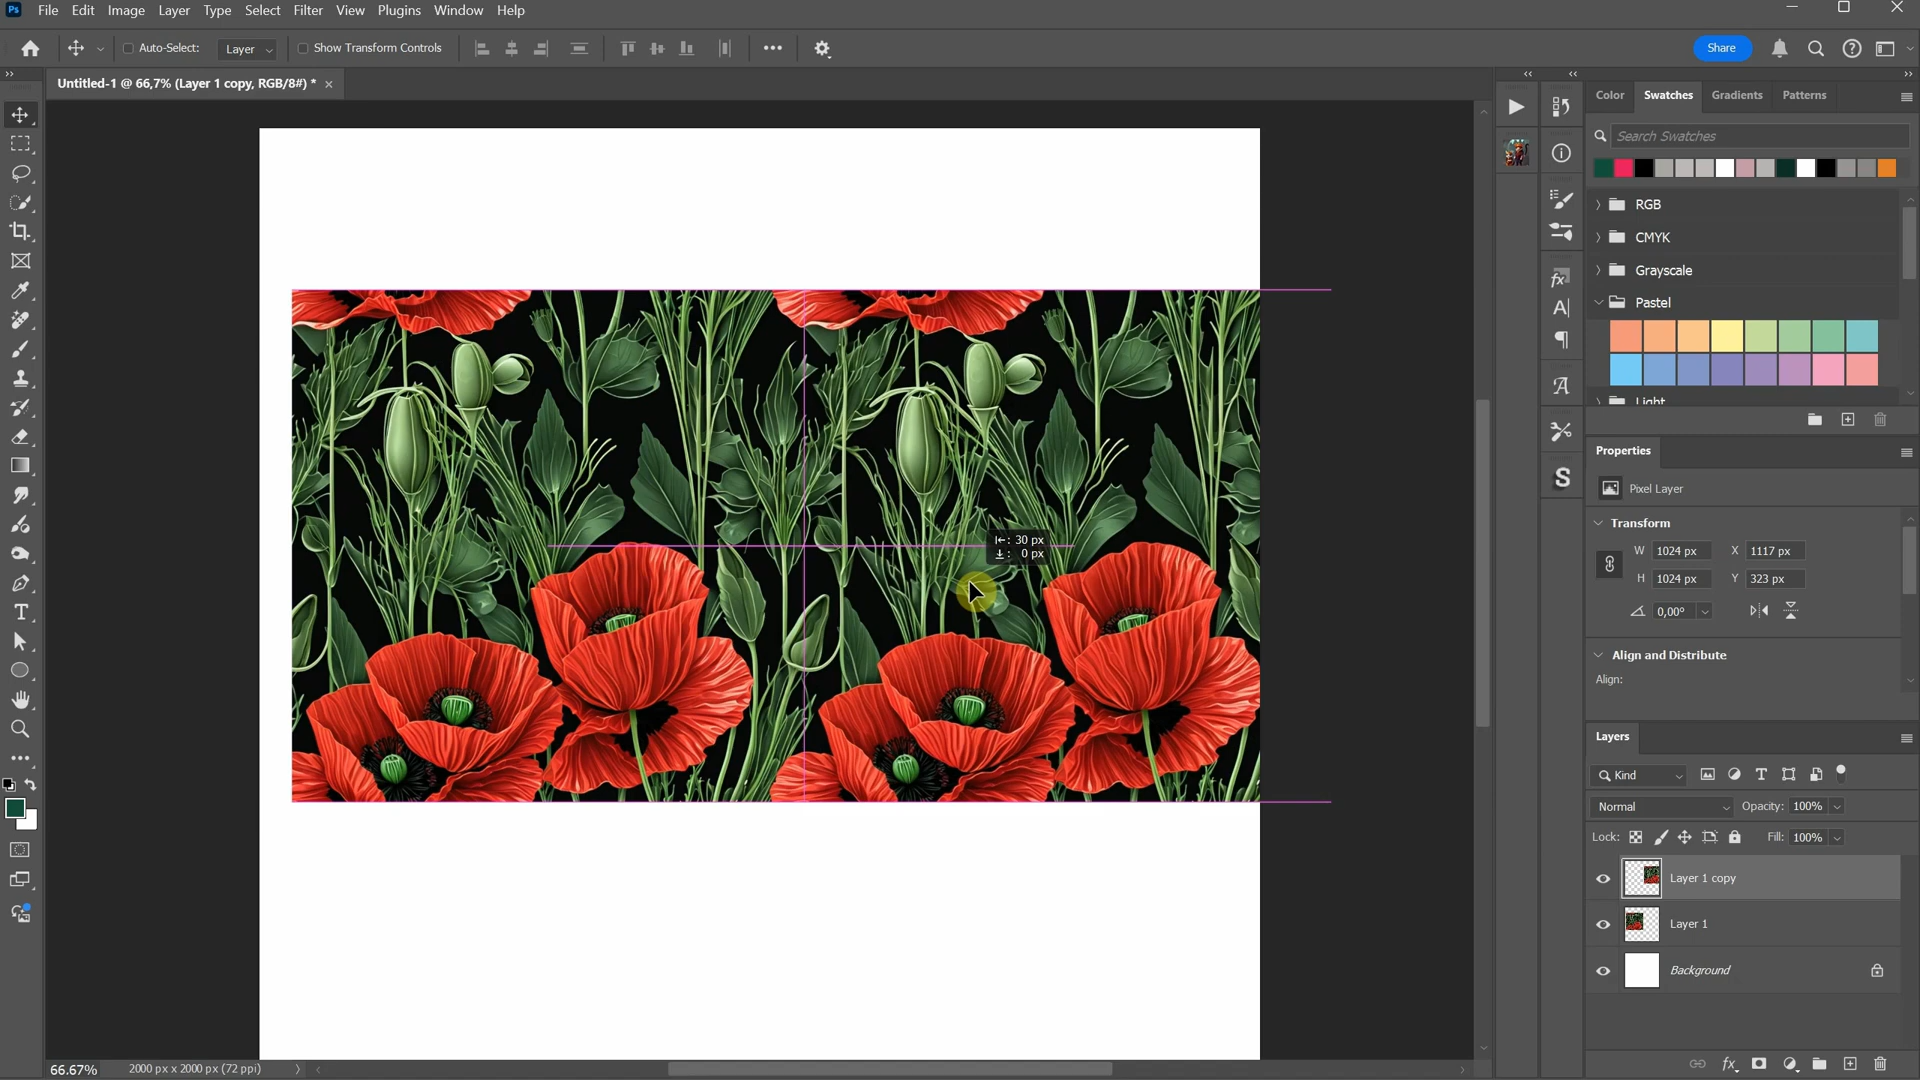 Ps File Edit Image Layer Type Select Filter View Plugins Window Help
Auto-Select: Layer Show Transform Controls Share
Untitled-1 @ 66,7% (Layer 1 copy, RGB/8#) *
Color Swatches Gradients Patterns
Search Swatches
RGB
CMYK
Grayscale
Pastel
Light
Properties
Pixel Layer
Transform
W 1024 px X 1117 px
H 1024 px Y 323 px
0,00°
Align and Distribute
Align:
30 px
0 px
Layers
Kind
Normal Opacity: 100%
Lock: Fill: 100%
Layer 1 copy
Layer 1
Background
66.67% 2000 px x 2000 px (72 ppi)